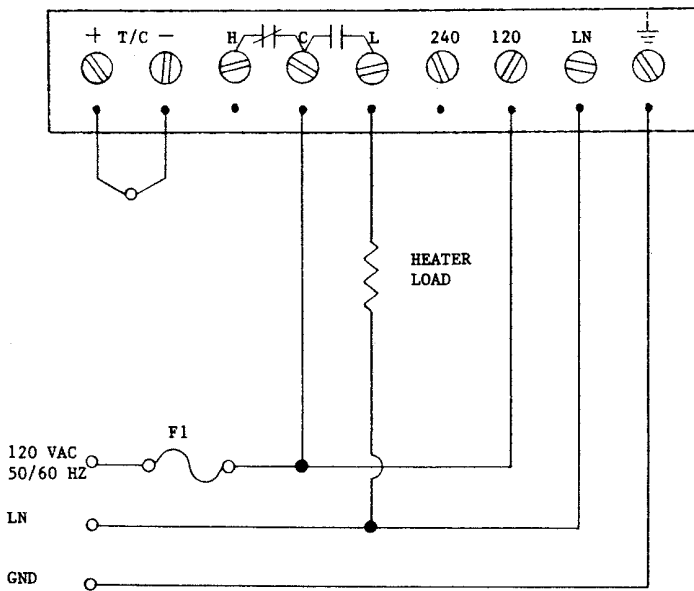 + T/C − H C L 240 120 LN
HEATER
LOAD
F1
120 VAC
50/60 HZ
LN
GND